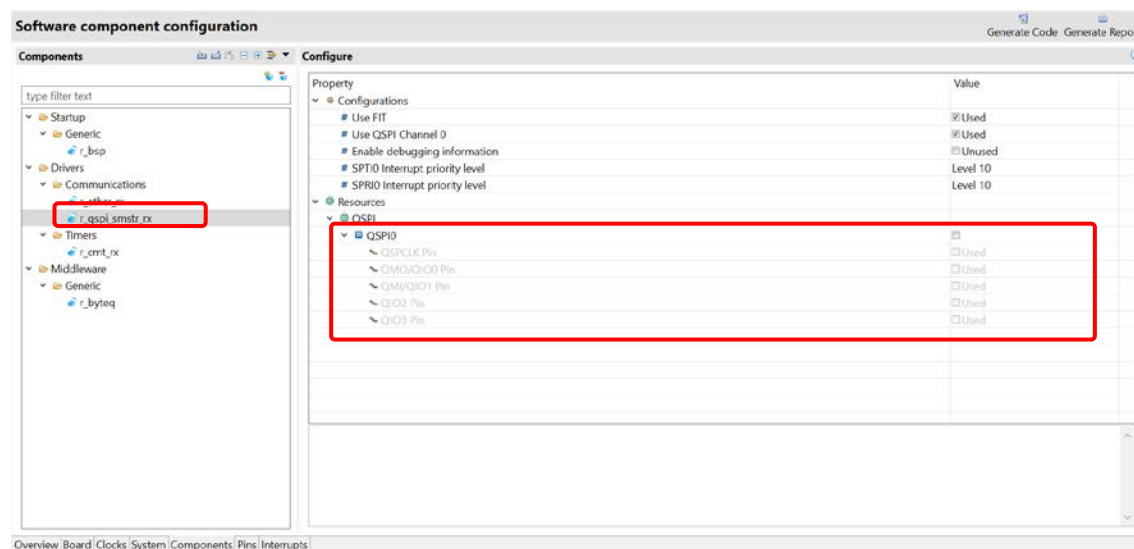 Software component configuration
Generate Code Generate Repo
Components
Configure
type filter text
Startup
Generic
r_bsp
Drivers
Communications
r_ether_rx
r_qspi_smstr_rx
Timers
r_cmt_rx
Middleware
Generic
r_byteq
Property Value
Configurations
# Use FIT Used
# Use QSPI Channel 0 Used
# Enable debugging information Unused
# SPTI0 Interrupt priority level Level 10
# SPRI0 Interrupt priority level Level 10
Resources
QSPI
QSPI0
QSPCLK Pin Used
QMO/QIO0 Pin Used
QMI/QIO1 Pin Used
QIO2 Pin Used
QIO3 Pin Used
Overview Board Clocks System Components Pins Interrupts